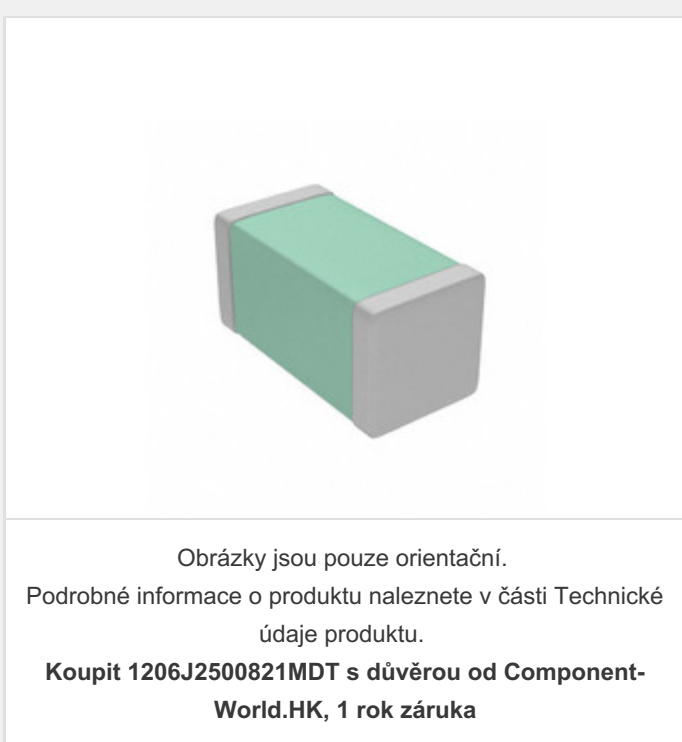 Obrázky jsou pouze orientační.
Podrobné informace o produktu naleznete v části Technické
údaje produktu.
Koupit 1206J2500821MDT s důvěrou od Component-
World.HK, 1 rok záruka